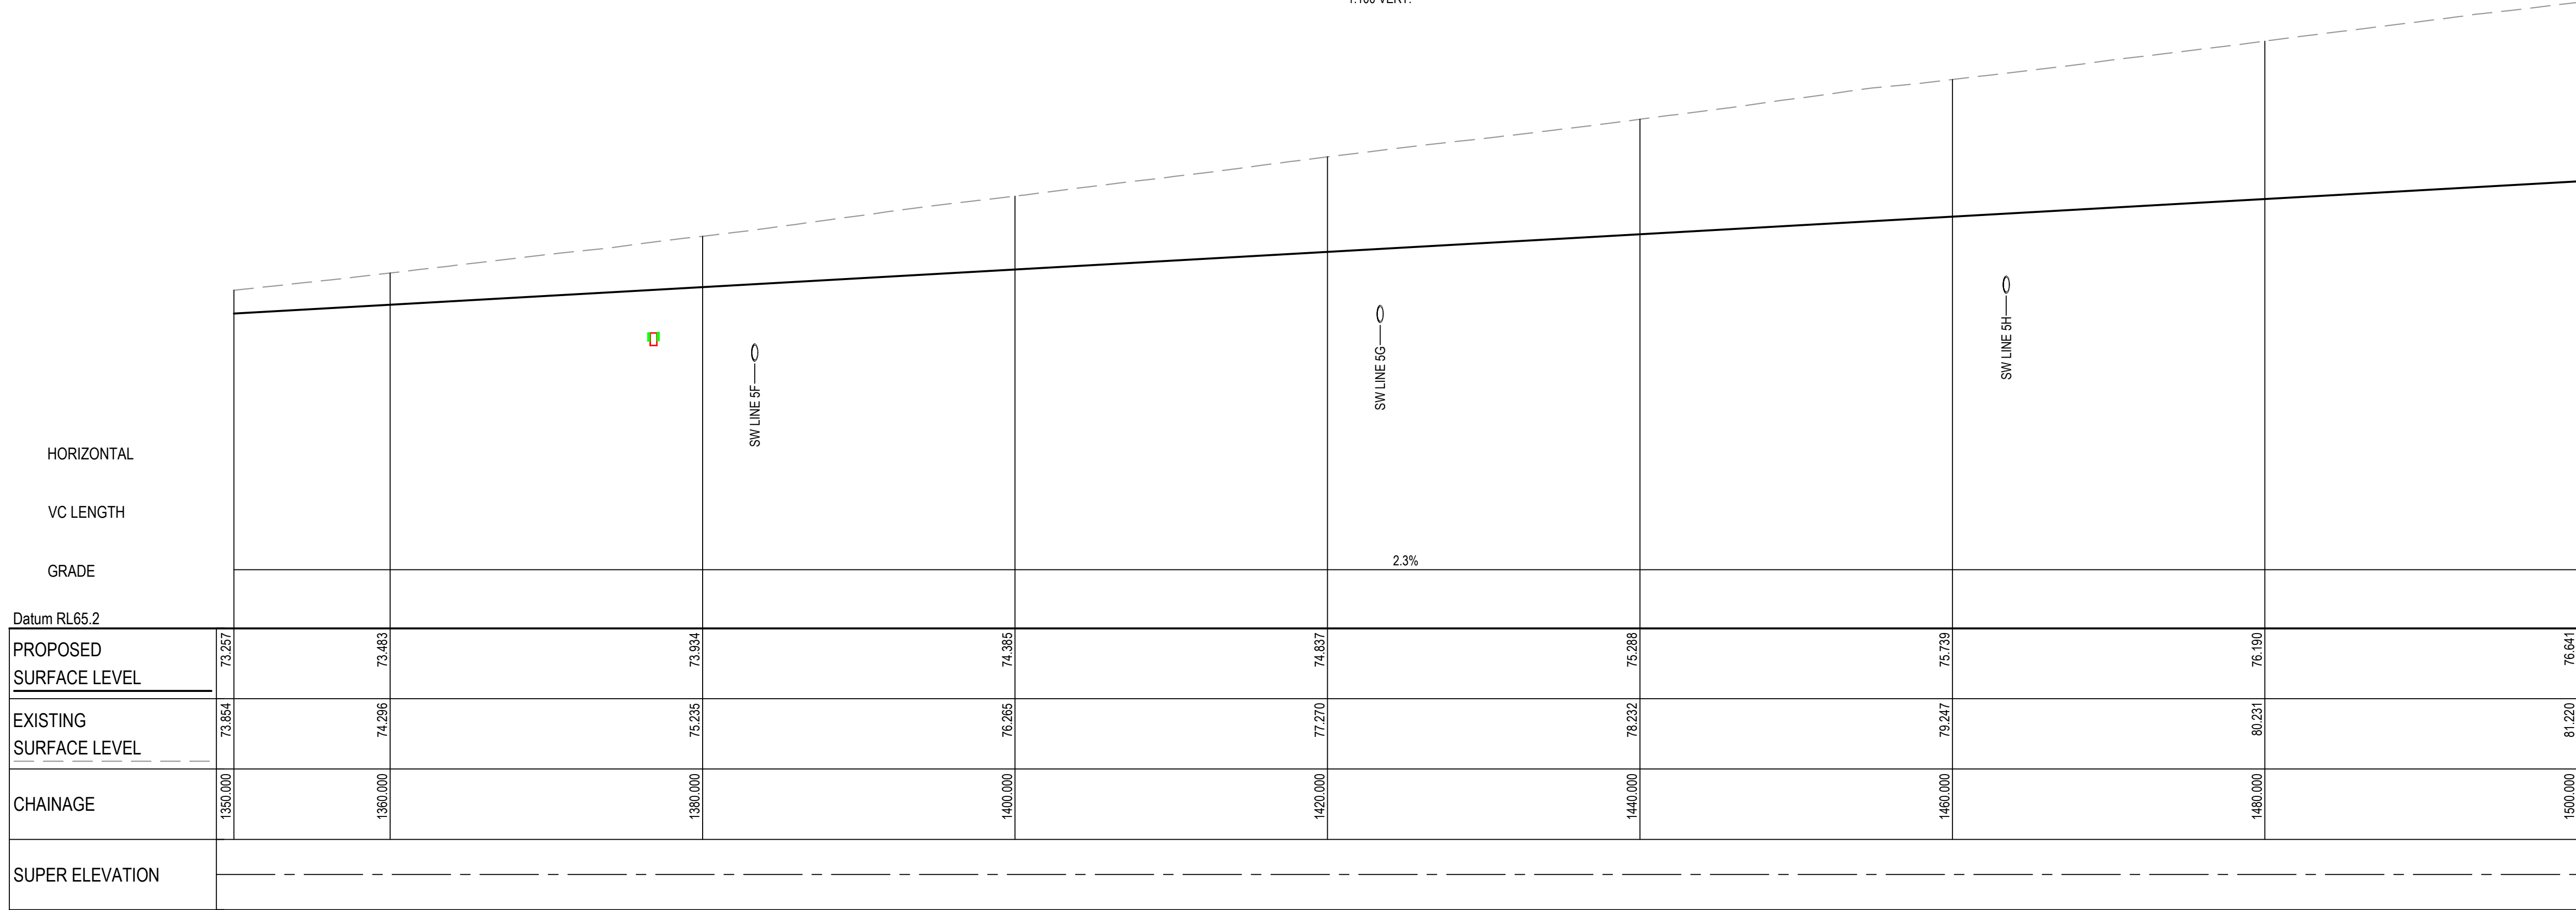 SW LINE 5F
SW LINE 5G
SW LINE 5H
HORIZONTAL
VC LENGTH
GRADE
2.3%
Datum RL65.2
PROPOSED
SURFACE LEVEL
73.257
73.483
73.934
74.385
74.837
75.288
75.739
76.190
76.641
EXISTING
SURFACE LEVEL
73.854
74.296
75.235
76.265
77.270
78.232
79.247
80.231
81.220
CHAINAGE
1350.000
1360.000
1380.000
1400.000
1420.000
1440.000
1460.000
1480.000
1500.000
SUPER ELEVATION